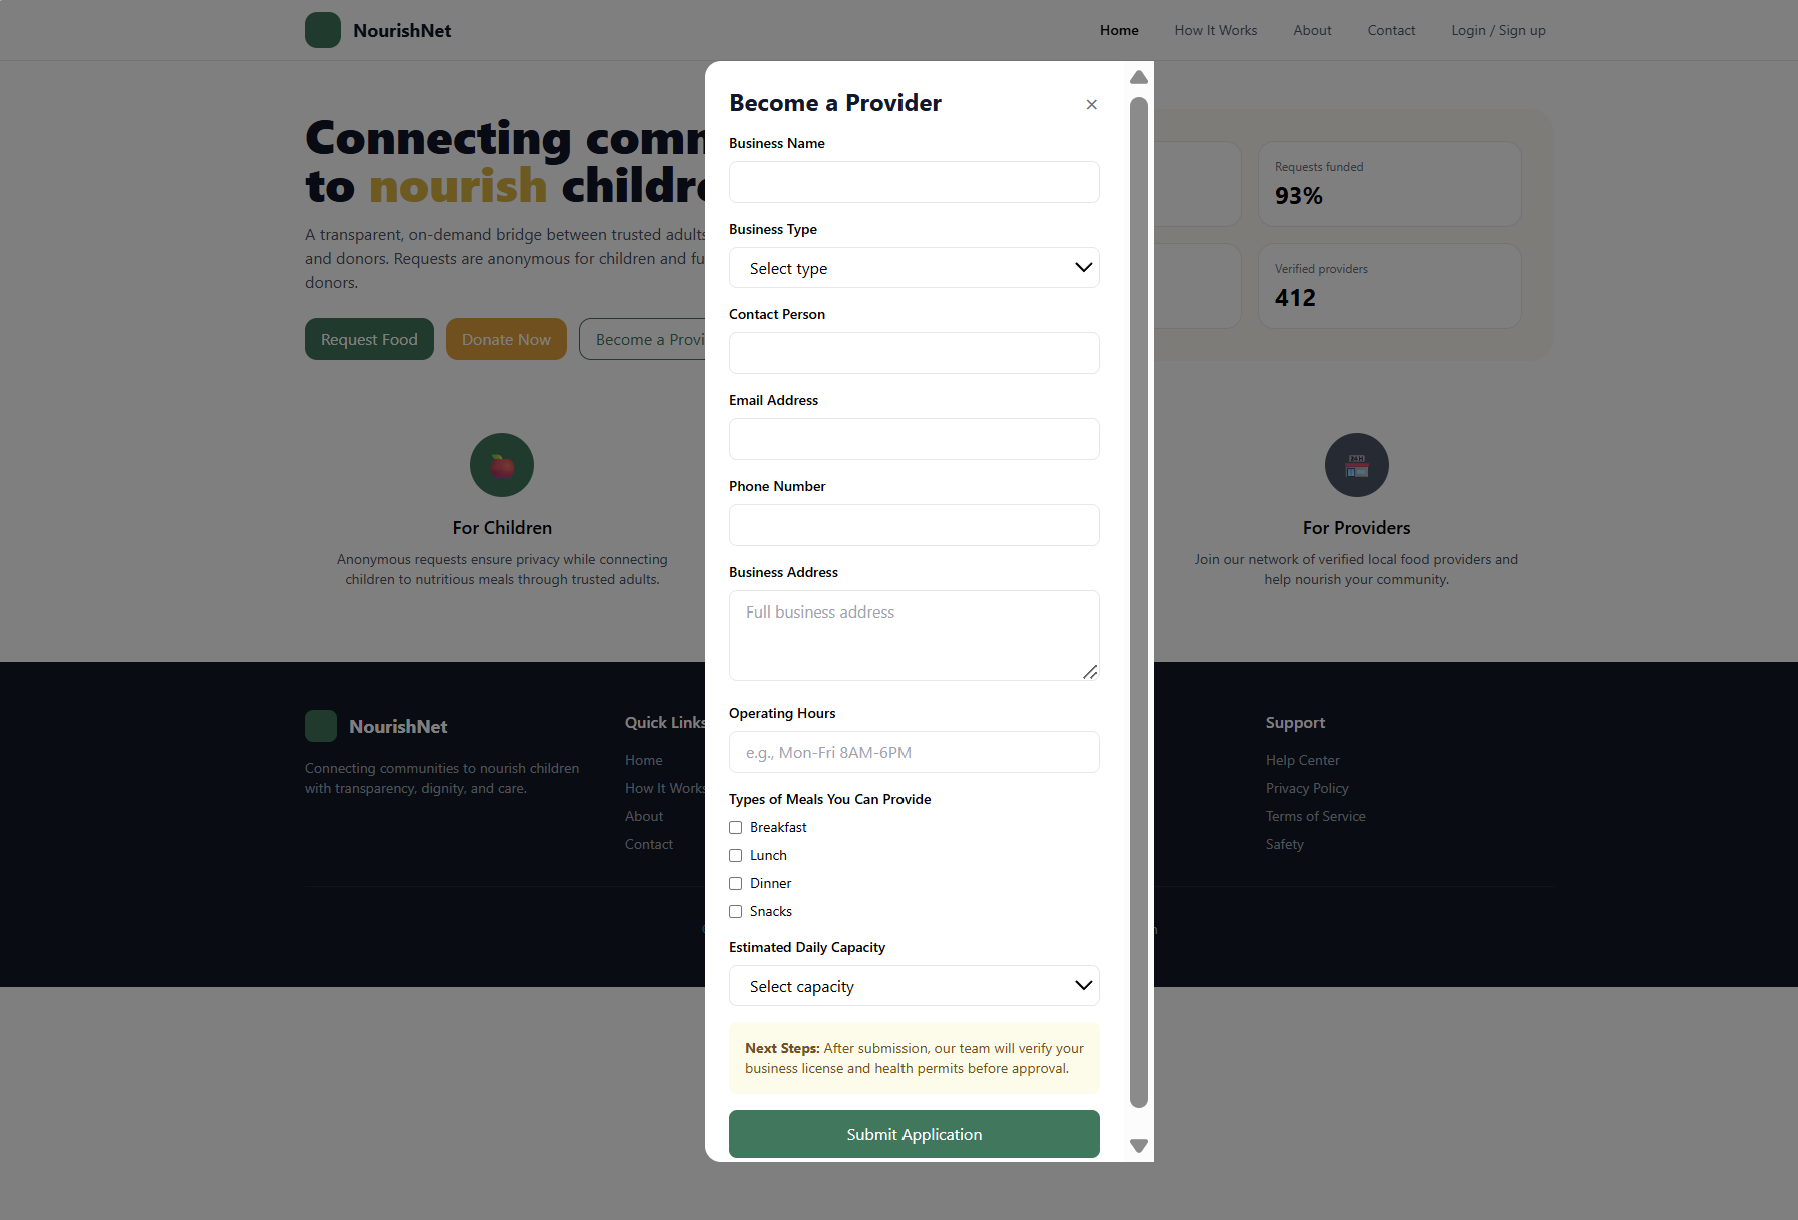 NourishNet
Home
How It Works
About
Contact
Login / Sign up
Connecting
to nourish
A transparent, on-demand bridge between trusted adults
and donors. Requests are anonymous for children and
donors.
Request Food
Donate Now
Become a
Requests funded
93%
Verified providers
412
For Children
Anonymous requests ensure privacy while connecting
children to nutritious meals through trusted adults.
For Providers
Join our network of verified local food providers and
help nourish your community.
Become a Provider
×
Business Name
Business Type
Select type
Contact Person
Email Address
Phone Number
Business Address
Full business address
Operating Hours
e.g., Mon-Fri 8AM-6PM
Types of Meals You Can Provide
Breakfast
Lunch
Dinner
Snacks
Estimated Daily Capacity
Select capacity
Next Steps: After submission, our team will verify your
business license and health permits before approval.
Submit Application
NourishNet
Connecting communities to nourish children
with transparency, dignity, and care.
Quick Links
Home
How It Works
About
Contact
Support
Help Center
Privacy Policy
Terms of Service
Safety